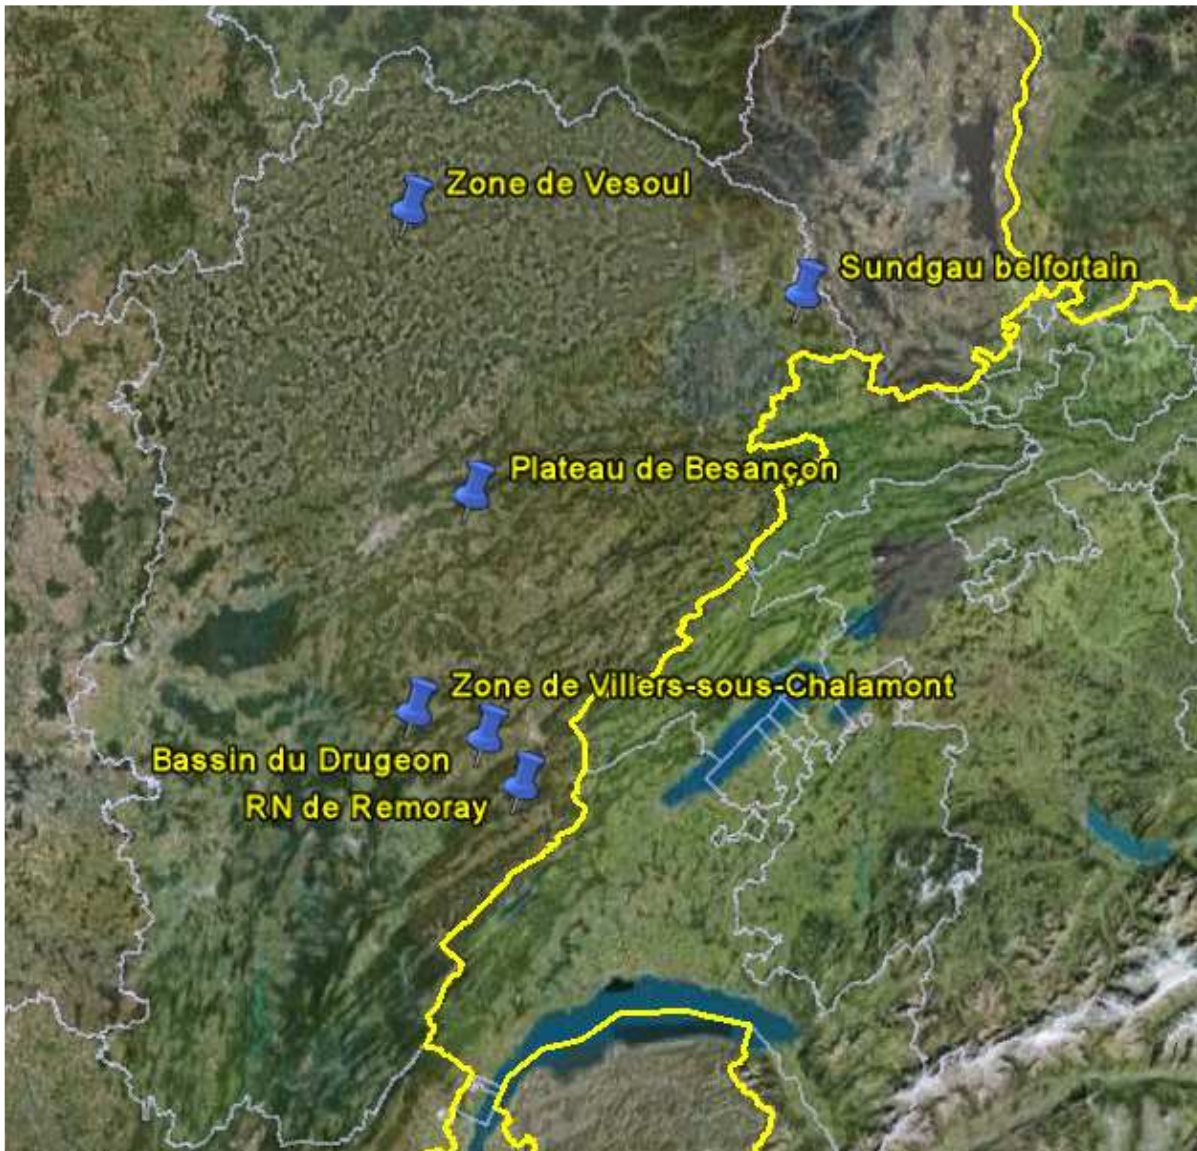 Zone de Vesoul
Sundgau belfortain
Plateau de Besançon
Zone de Villers-sous-Chalamont
Bassin du Drugeon
RN de Remoray